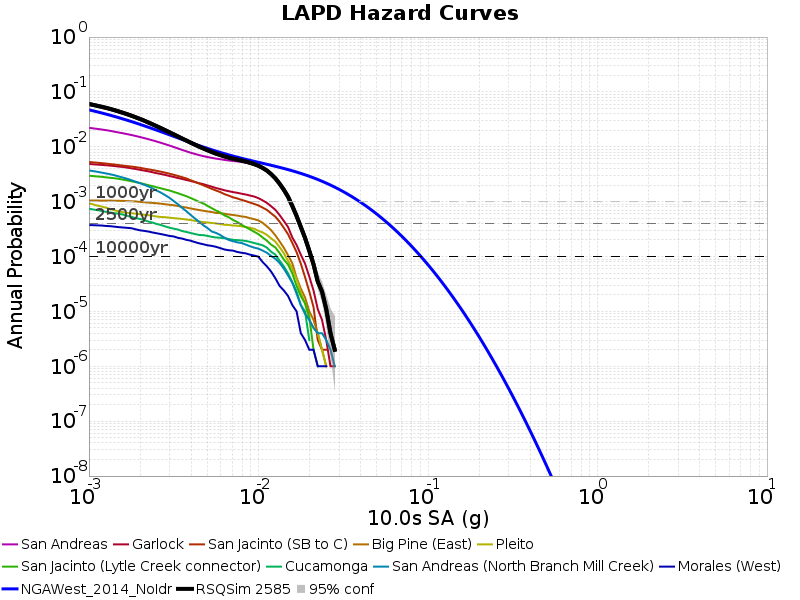 LAPD Hazard Curves
Annual Probability
10^0
10^-1
10^-2
10^-3
10^-4
10^-5
10^-6
10^-7
10^-8
1000yr
2500yr
10000yr
10^-3 10^-2 10^-1 10^0 10^1
10.0s SA (g)
San Andreas Garlock San Jacinto (SB to C) Big Pine (East) Pleito
San Jacinto (Lytle Creek connector) Cucamonga San Andreas (North Branch Mill Creek) Morales (West)
NGAWest_2014_NoIdr RSQSim 2585 95% conf